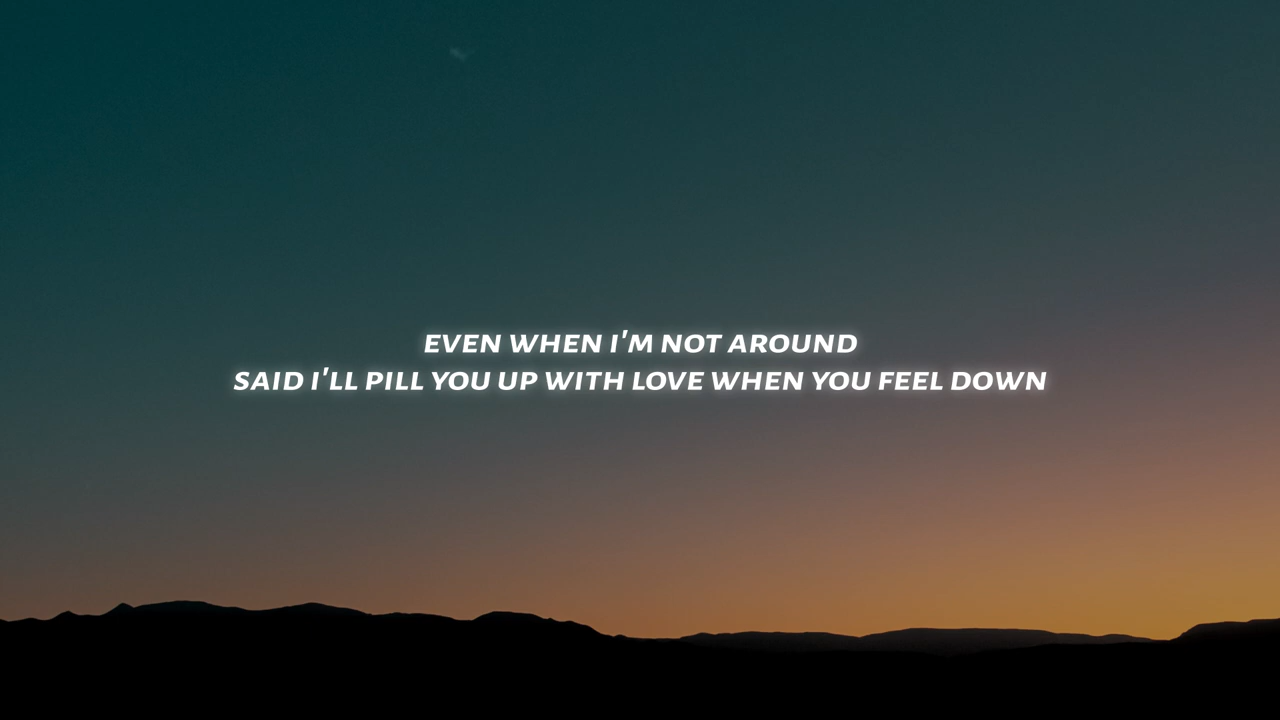 EVEN WHEN I'M NOT AROUND
SAID I'LL PILL YOU UP WITH LOVE WHEN YOU FEEL DOWN